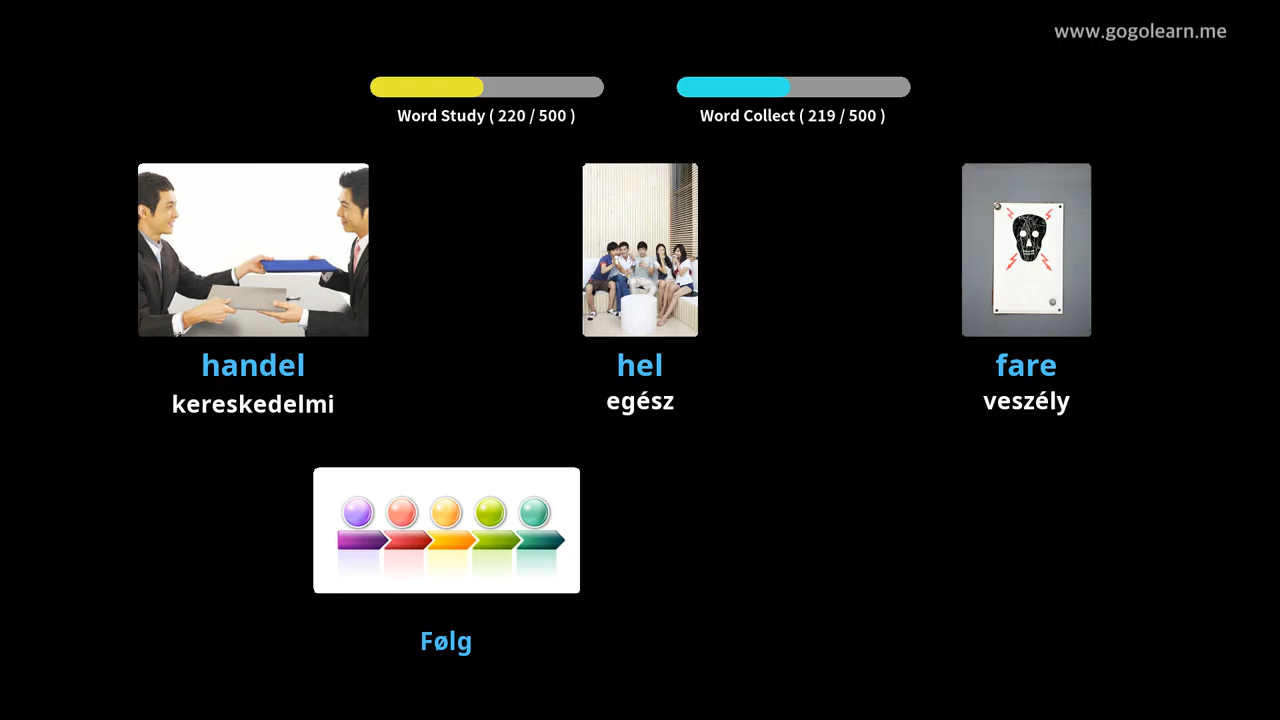 www.gogolearn.me
Word Study ( 220 / 500 )
Word Collect ( 219 / 500 )
handel
kereskedelmi
hel
egész
fare
veszély
Følg